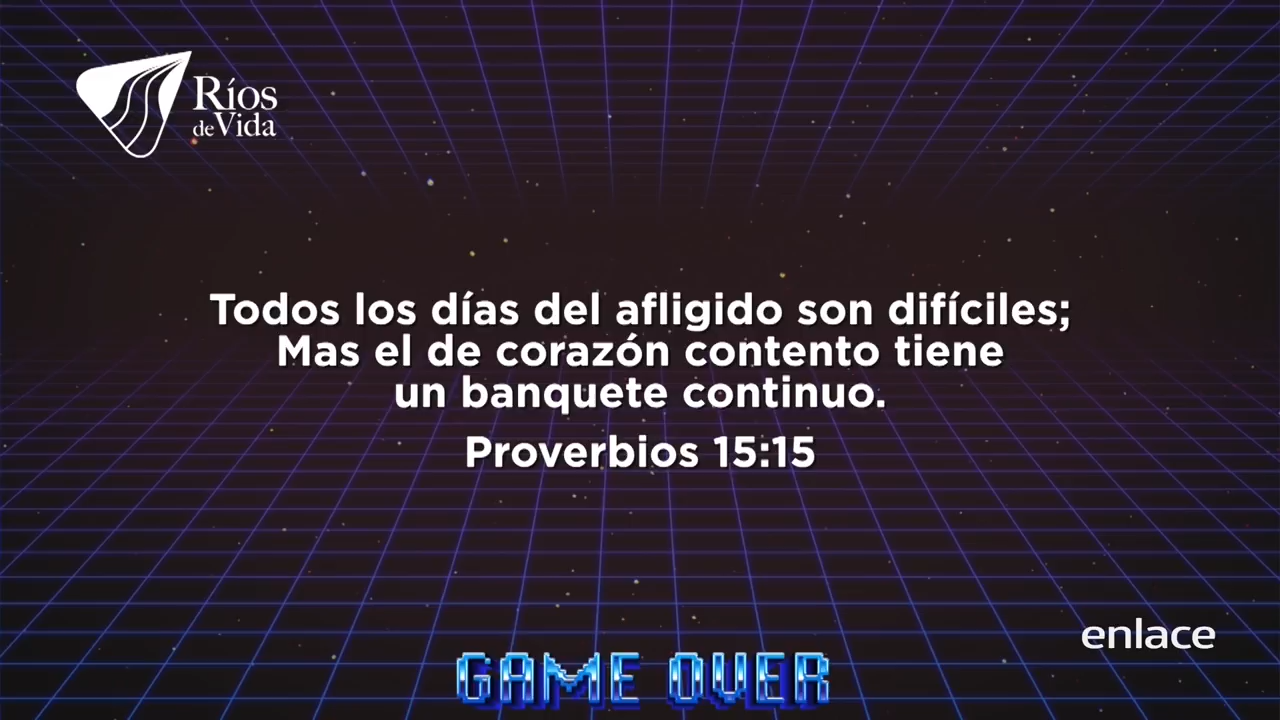 Ríos
de Vida
Todos los días del afligido son difíciles;
Mas el de corazón contento tiene
un banquete continuo.
Proverbios 15:15
enlace
GAME OVER